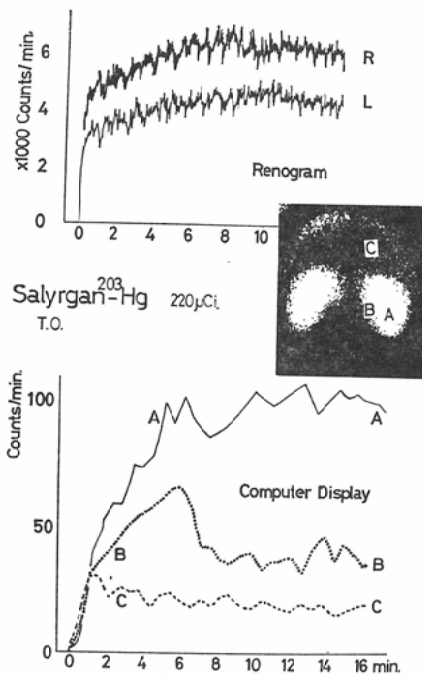 x1000 Counts/min.
6
4
2
0
R
L
Renogram
0 2 4 6 8 10
C
B A
Salyrgan-203Hg 220μCi.
T.O.
Counts/min.
100
50
0
A
A
Computer Display
B
B
C
C
0 2 4 6 8 10 12 14 16 min.